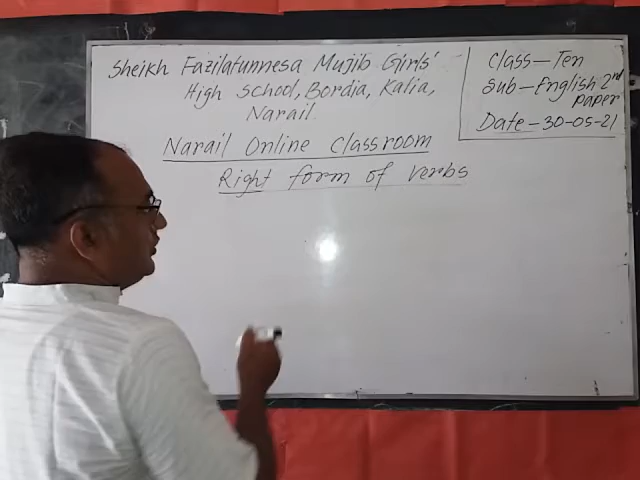 Sheikh Fazilatunnesa Mujib Girls'
High School, Bordia, Kalia,
Narail.
Class - Ten
Sub - English 2nd
paper
Date - 30-05-21
Narail Online Classroom
Right form of verbs